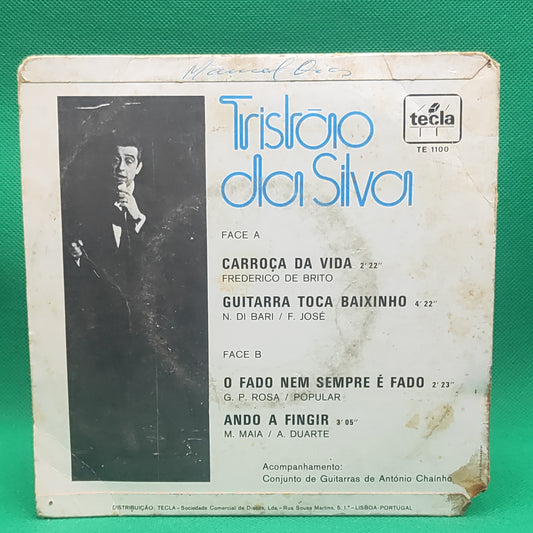 Manuel Dias
Tristão
da Silva
tecla
TE 1100
FACE A
CARROÇA DA VIDA 2'22"
FREDERICO DE BRITO
GUITARRA TOCA BAIXINHO 4'22"
N. DI BARI / F. JOSÉ
FACE B
O FADO NEM SEMPRE É FADO 2'23"
G. P. ROSA / POPULAR
ANDO A FINGIR 3'05"
M. MAIA / A. DUARTE
Acompanhamento:
Conjunto de Guitarras de António Chaínho
DISTRIBUIÇÃO: TECLA - Sociedade Comercial de Discos, Lda. - Rua Sousa Martins, 5, 1.º - LISBOA-PORTUGAL